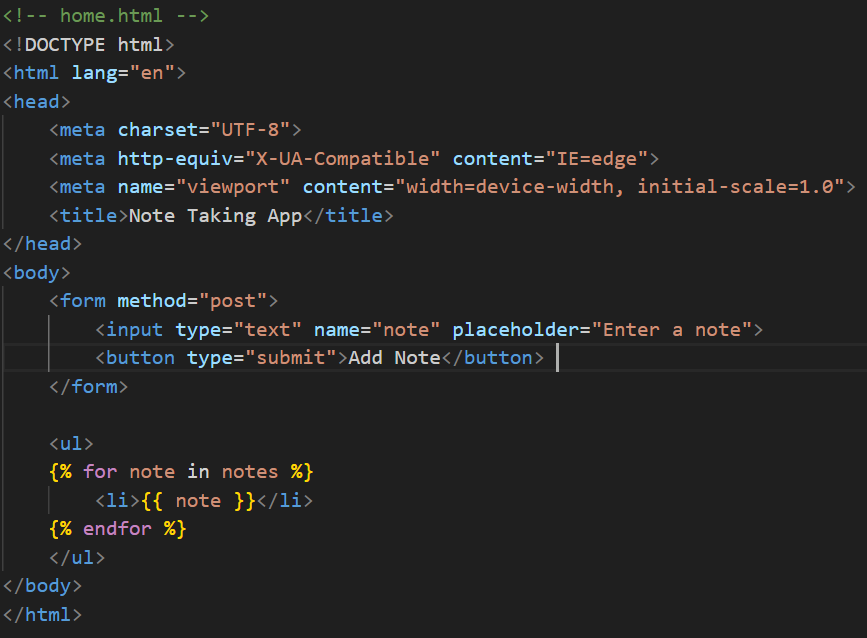 <!-- home.html -->
<!DOCTYPE html>
<html lang="en">
<head>
    <meta charset="UTF-8">
    <meta http-equiv="X-UA-Compatible" content="IE=edge">
    <meta name="viewport" content="width=device-width, initial-scale=1.0">
    <title>Note Taking App</title>
</head>
<body>
    <form method="post">
        <input type="text" name="note" placeholder="Enter a note">
        <button type="submit">Add Note</button>
    </form>

    <ul>
    {% for note in notes %}
        <li>{{ note }}</li>
    {% endfor %}
    </ul>
</body>
</html>